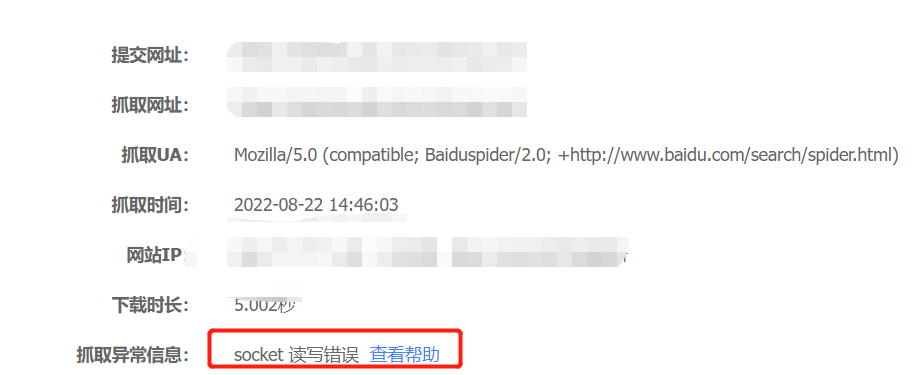 提交网址：
抓取网址：
抓取UA： Mozilla/5.0 (compatible; Baiduspider/2.0; +http://www.baidu.com/search/spider.html)
抓取时间： 2022-08-22 14:46:03
网站IP
下载时长： 5.002秒
抓取异常信息： socket 读写错误 查看帮助